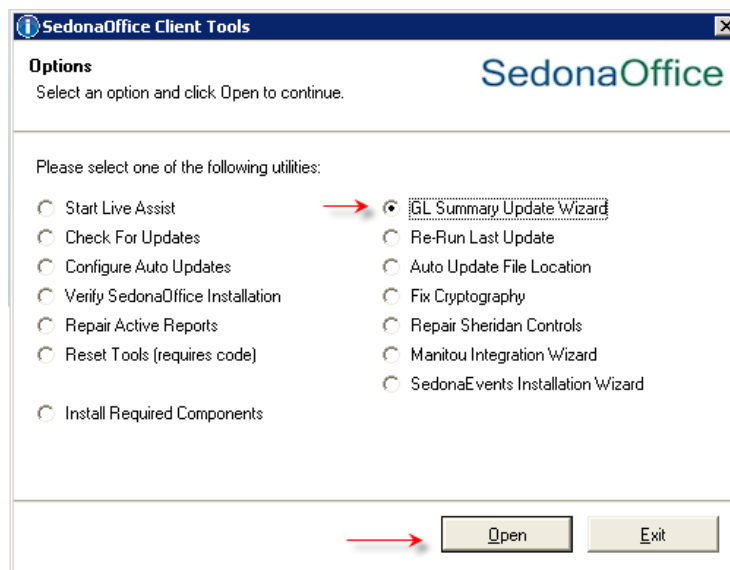 SedonaOffice Client Tools
Options
Select an option and click Open to continue.
SedonaOffice
Please select one of the following utilities:
Start Live Assist
Check For Updates
Configure Auto Updates
Verify SedonaOffice Installation
Repair Active Reports
Reset Tools (requires code)
Install Required Components
GL Summary Update Wizard
Re-Run Last Update
Auto Update File Location
Fix Cryptography
Repair Sheridan Controls
Manitou Integration Wizard
SedonaEvents Installation Wizard
Open
Exit